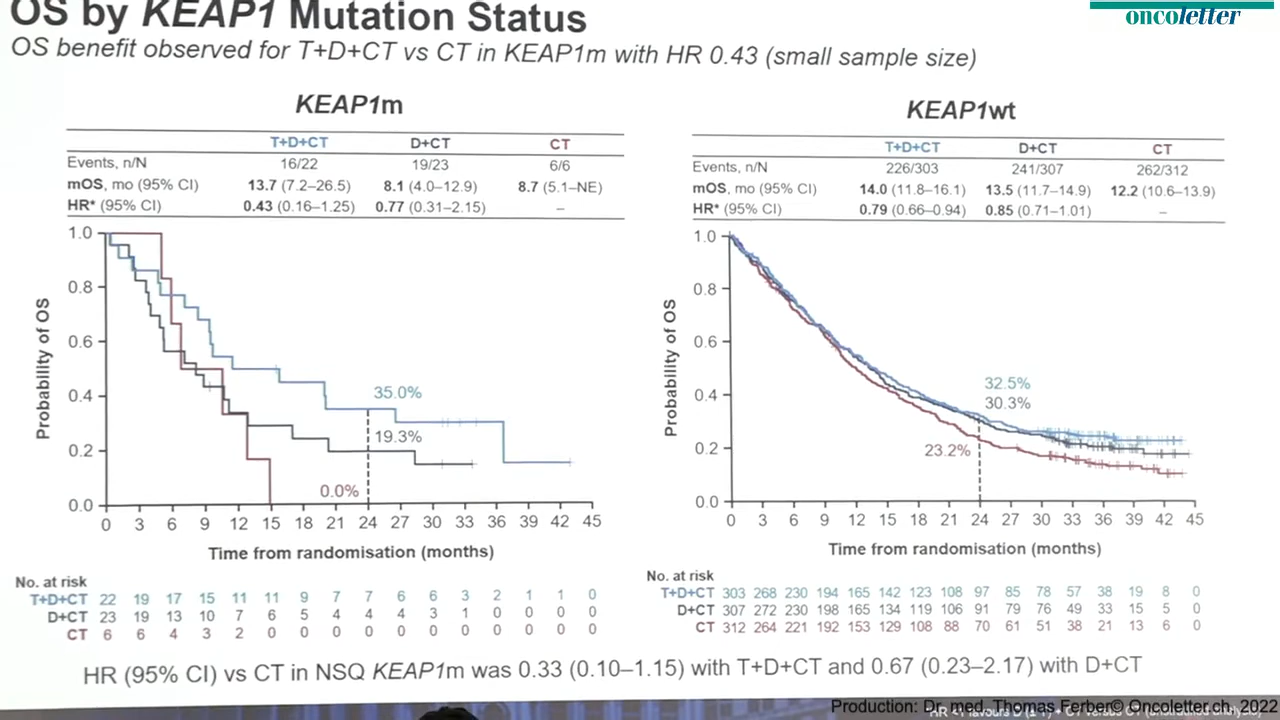 OS by KEAP1 Mutation Status
oncoletter
OS benefit observed for T+D+CT vs CT in KEAP1m with HR 0.43 (small sample size)
KEAP1m
T+D+CT D+CT CT
Events, n/N 16/22 19/23 6/6
mOS, mo (95% CI) 13.7 (7.2–26.5) 8.1 (4.0–12.9) 8.7 (5.1–NE)
HR* (95% CI) 0.43 (0.16–1.25) 0.77 (0.31–2.15) –
Probability of OS
1.0
0.8
0.6
0.4
0.2
0.0
35.0%
19.3%
0.0%
0 3 6 9 12 15 18 21 24 27 30 33 36 39 42 45
Time from randomisation (months)
No. at risk
T+D+CT 22 19 17 15 11 11 9 7 7 6 6 3 2 1 1 0
D+CT 23 19 13 10 7 6 5 4 4 4 3 1 0 0 0 0
CT 6 6 4 3 2 0 0 0 0 0 0 0 0 0 0 0
KEAP1wt
T+D+CT D+CT CT
Events, n/N 226/303 241/307 262/312
mOS, mo (95% CI) 14.0 (11.8–16.1) 13.5 (11.7–14.9) 12.2 (10.6–13.9)
HR* (95% CI) 0.79 (0.66–0.94) 0.85 (0.71–1.01) –
Probability of OS
1.0
0.8
0.6
0.4
0.2
0.0
32.5%
30.3%
23.2%
0 3 6 9 12 15 18 21 24 27 30 33 36 39 42 45
Time from randomisation (months)
No. at risk
T+D+CT 303 268 230 194 165 142 123 108 97 85 78 57 38 19 8 0
D+CT 307 272 230 198 165 134 119 106 91 79 76 49 33 15 5 0
CT 312 264 221 192 153 129 108 88 70 61 51 38 21 13 6 0
HR (95% CI) vs CT in NSQ KEAP1m was 0.33 (0.10–1.15) with T+D+CT and 0.67 (0.23–2.17) with D+CT
Production: Dr. med. Thomas Ferber© Oncoletter.ch, 2022